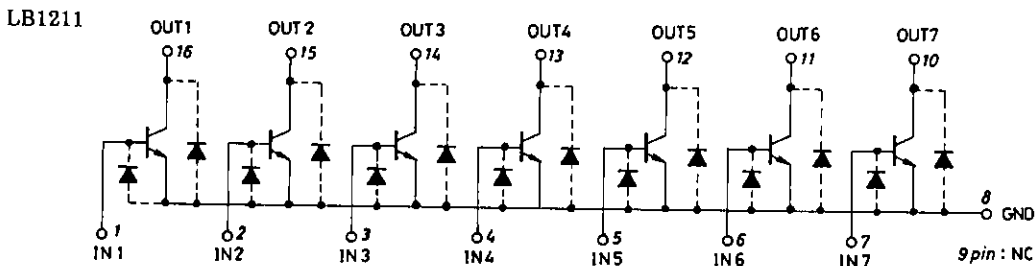 LB1211
OUT1 OUT2 OUT3 OUT4 OUT5 OUT6 OUT7
16 15 14 13 12 11 10
8 GND
1 2 3 4 5 6 7
IN1 IN2 IN3 IN4 IN5 IN6 IN7
9pin : NC